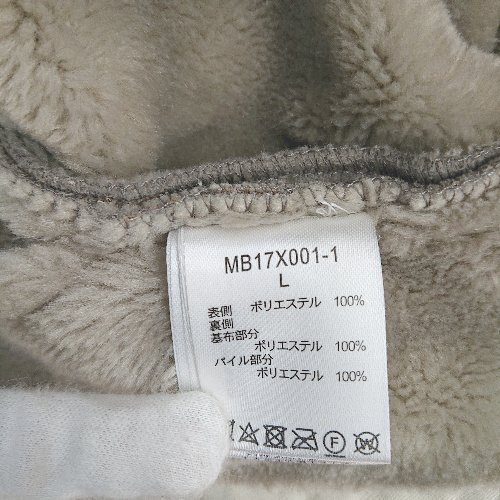 MB17X001-1
L
表側 ポリエステル 100%
裏側
基布部分
ポリエステル 100%
パイル部分
ポリエステル 100%
F
W